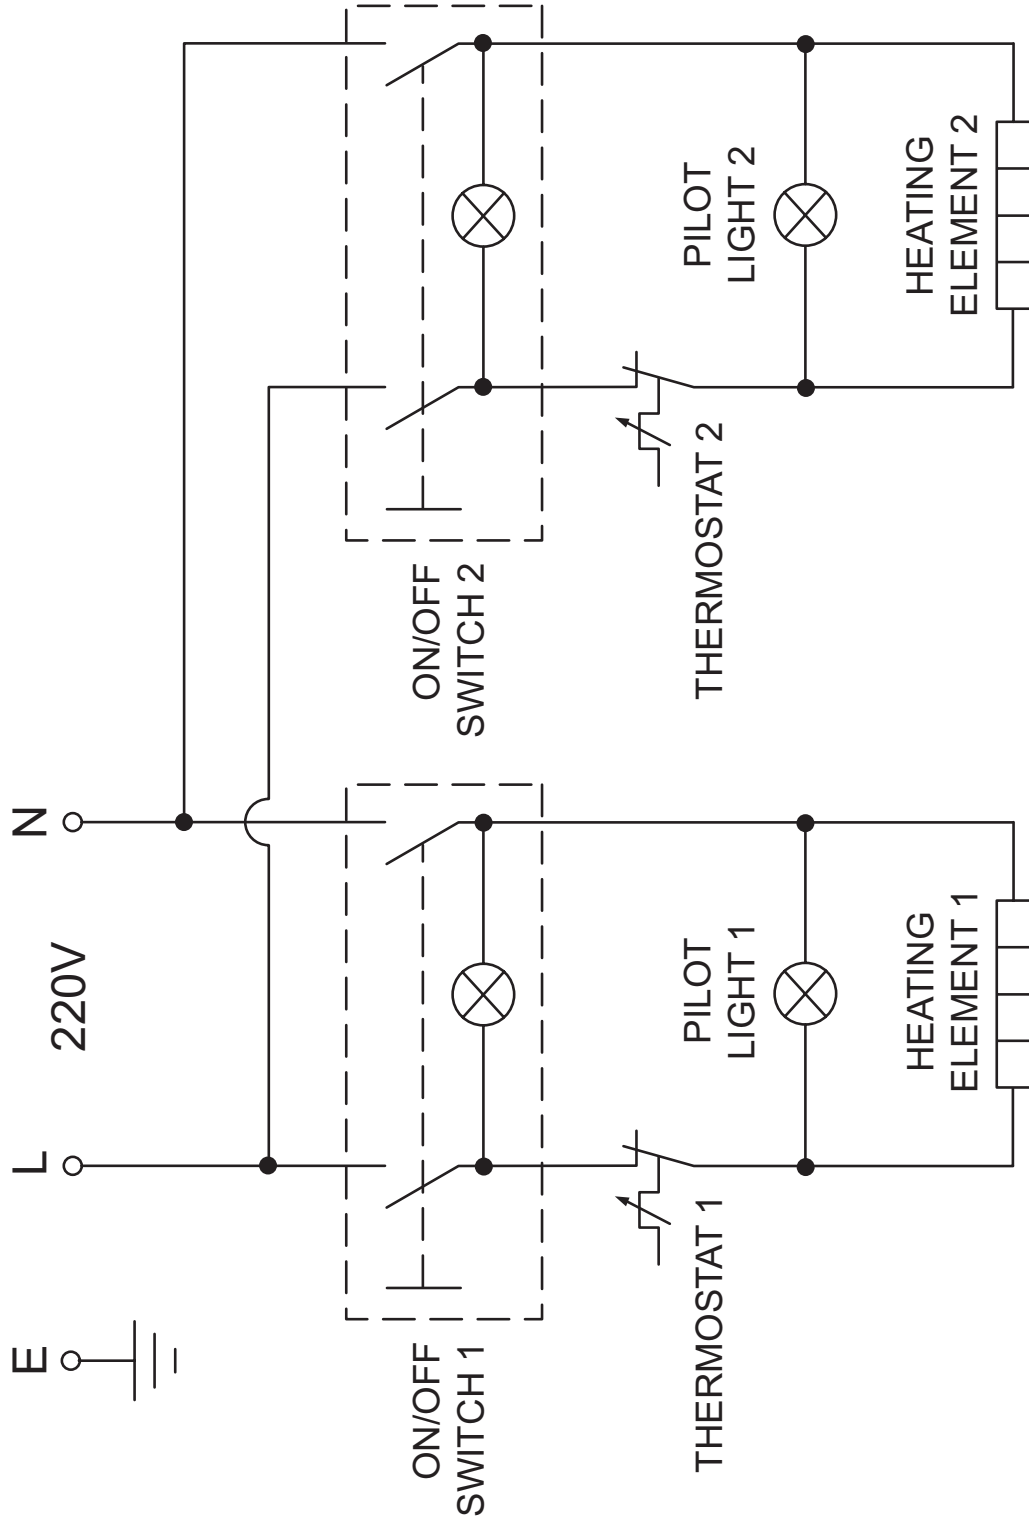 E
L
220V
N
ON/OFF
SWITCH 1
ON/OFF
SWITCH 2
THERMOSTAT 1
PILOT
LIGHT 1
THERMOSTAT 2
PILOT
LIGHT 2
HEATING
ELEMENT 1
HEATING
ELEMENT 2